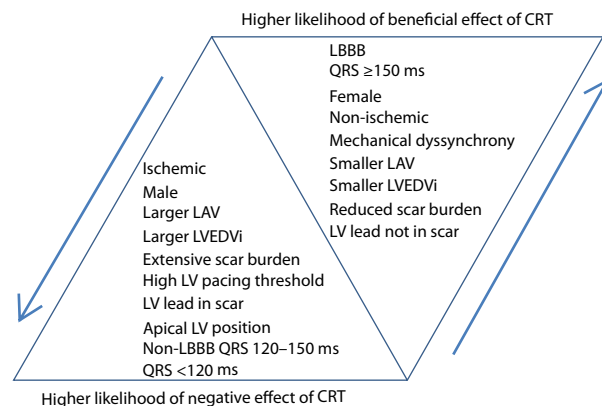 Higher likelihood of beneficial effect of CRT
LBBB
QRS ≥150 ms
Female
Non-ischemic
Mechanical dyssynchrony
Smaller LAV
Smaller LVEDVi
Reduced scar burden
LV lead not in scar
Ischemic
Male
Larger LAV
Larger LVEDVi
Extensive scar burden
High LV pacing threshold
LV lead in scar
Apical LV position
Non-LBBB QRS 120–150 ms
QRS <120 ms
Higher likelihood of negative effect of CRT